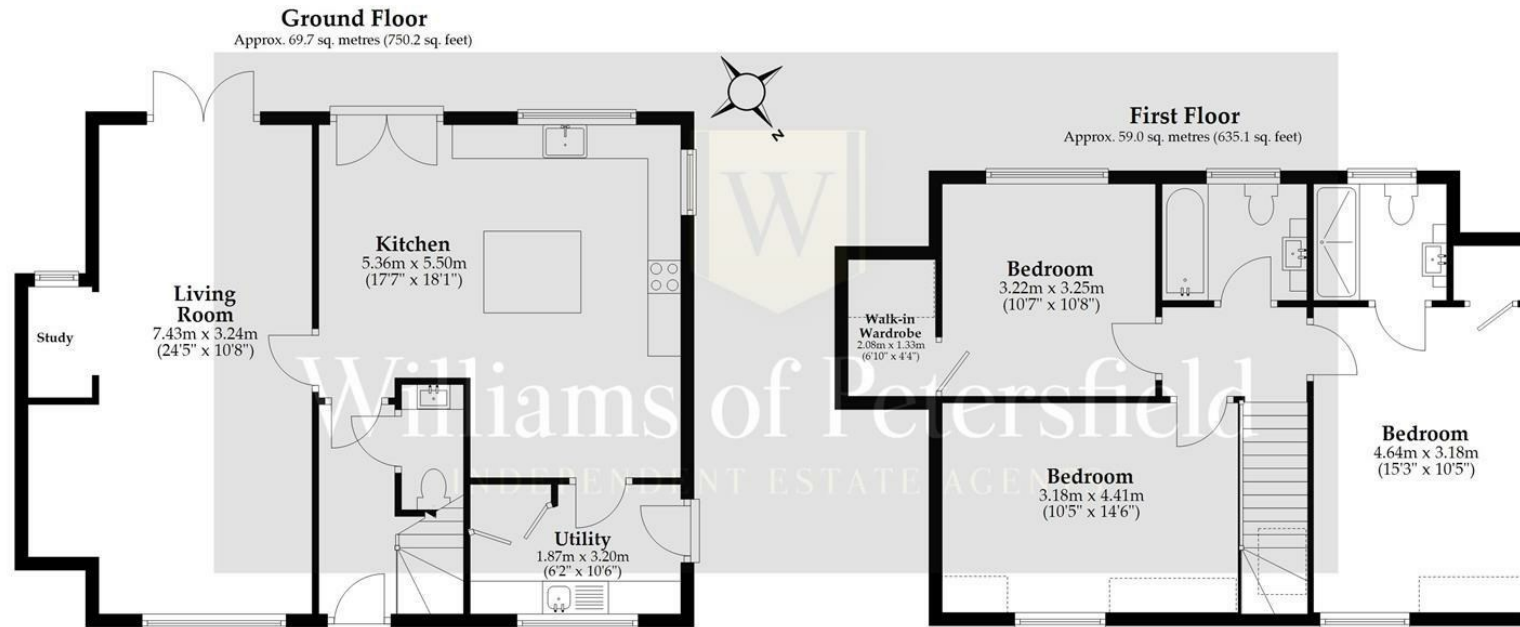 Ground Floor
Approx. 69.7 sq. metres (750.2 sq. feet)
N
First Floor
Approx. 59.0 sq. metres (635.1 sq. feet)
W
Kitchen
5.36m x 5.50m
(17'7" x 18'1")
Living
Room
7.43m x 3.24m
(24'5" x 10'8")
Study
Bedroom
3.22m x 3.25m
(10'7" x 10'8")
Walk-in
Wardrobe
2.08m x 1.33m
(6'10" x 4'4")
Williams of Petersfield
INDEPENDENT ESTATE AGENT
Bedroom
4.64m x 3.18m
(15'3" x 10'5")
Bedroom
3.18m x 4.41m
(10'5" x 14'6")
Utility
1.87m x 3.20m
(6'2" x 10'6")